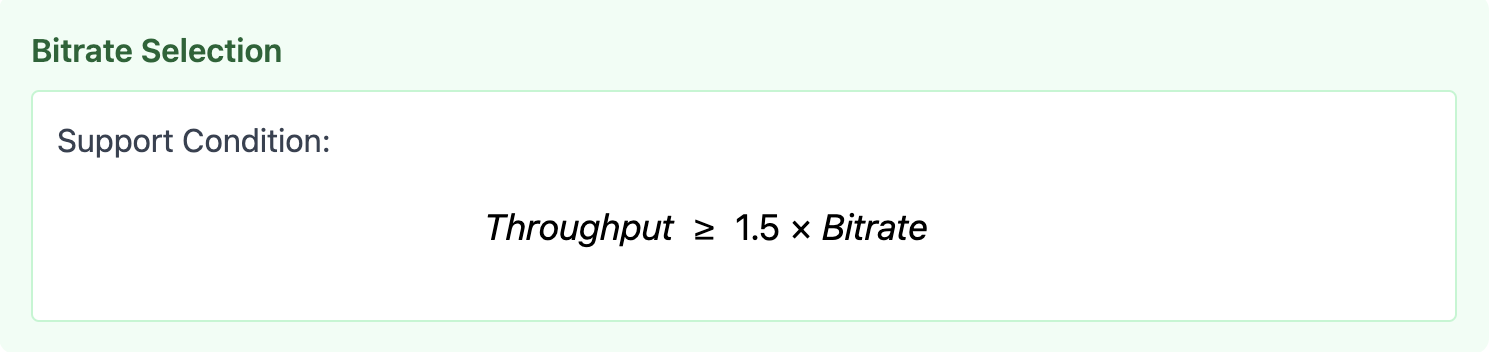 Bitrate Selection
Support Condition:
Throughput ≥ 1.5 × Bitrate